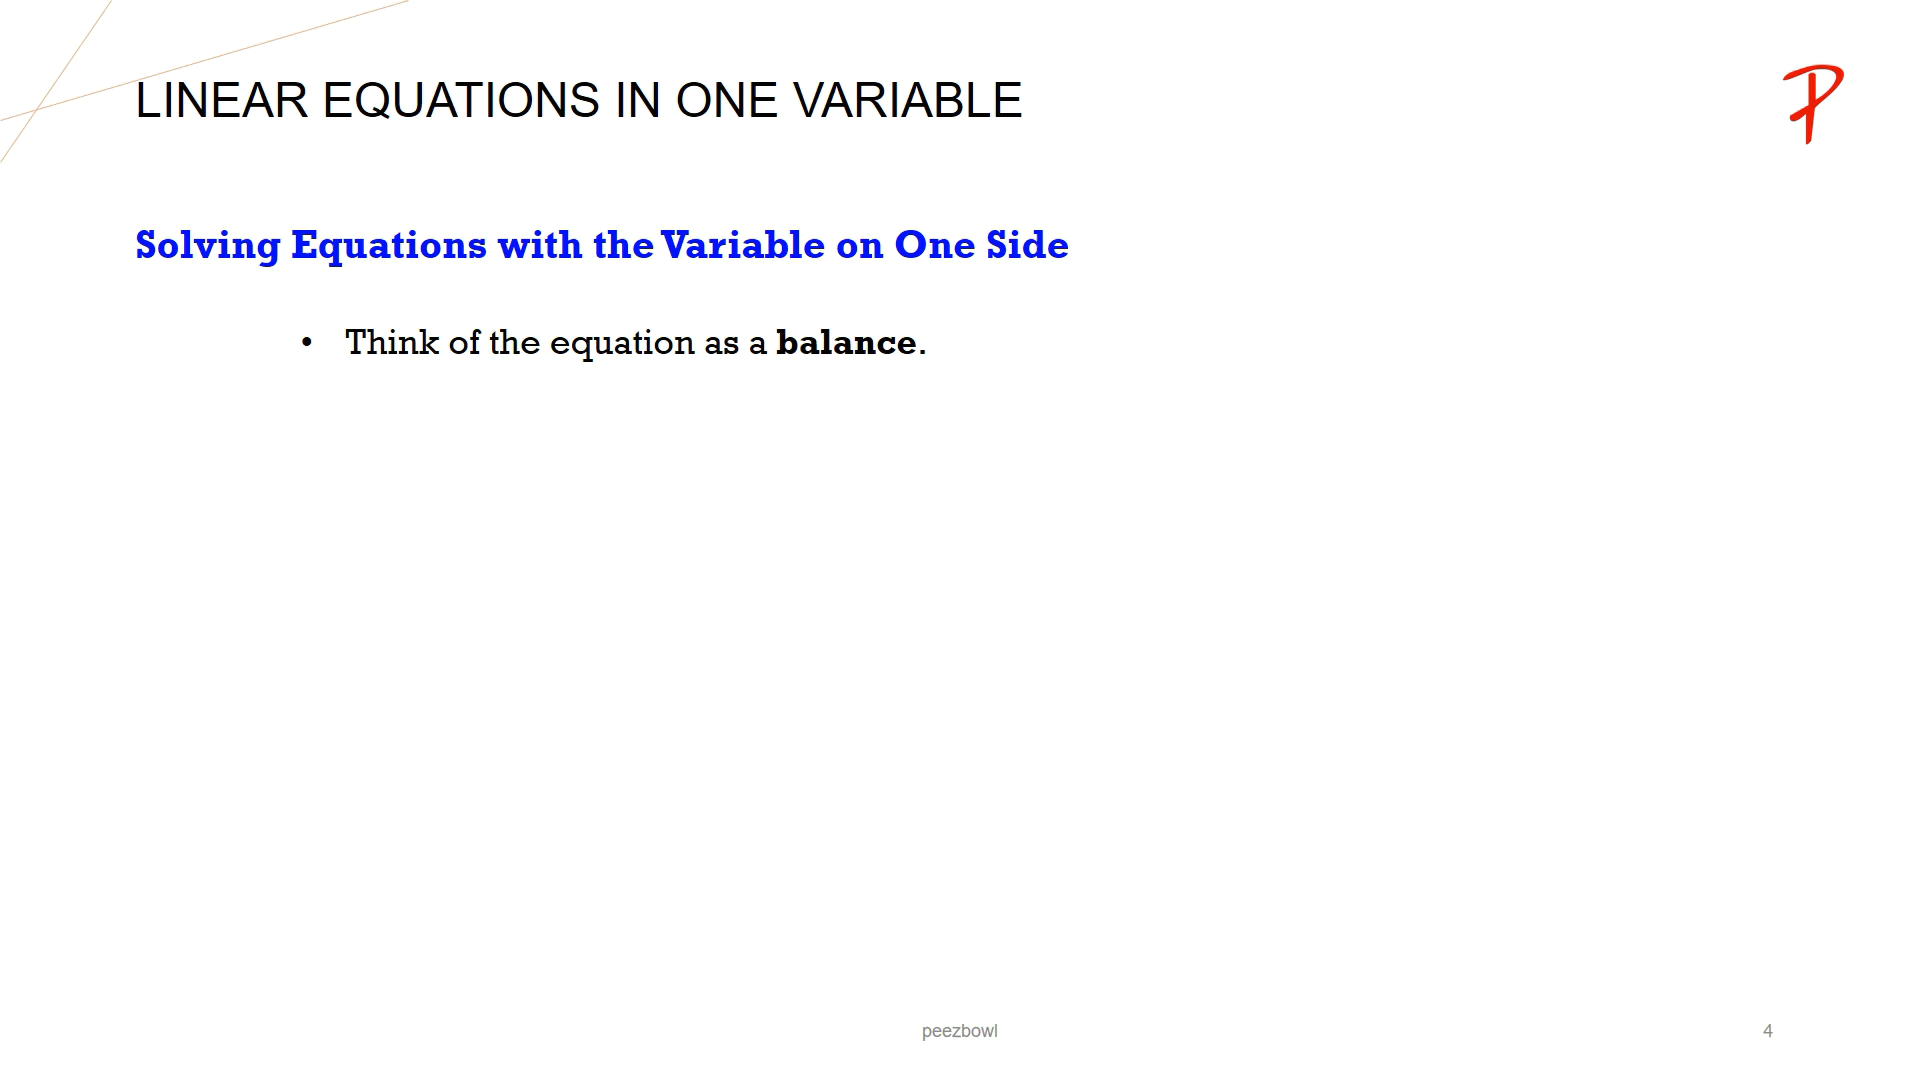 LINEAR EQUATIONS IN ONE VARIABLE
P
Solving Equations with the Variable on One Side
• Think of the equation as a balance.
peezbowl
4